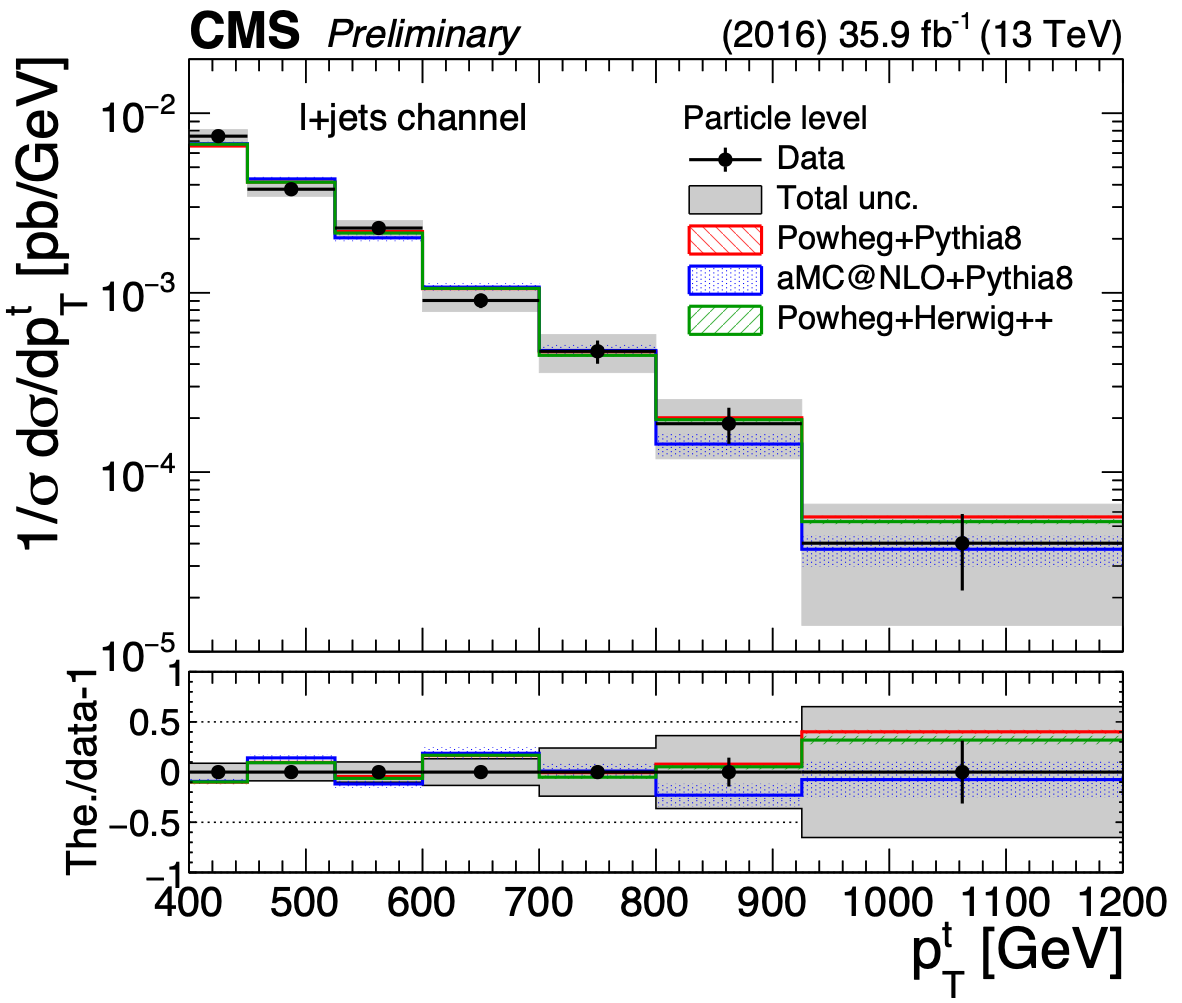 CMS Preliminary (2016) 35.9 fb⁻¹ (13 TeV)
1/σ dσ/dp_T^t [pb/GeV]
10⁻²
10⁻³
10⁻⁴
10⁻⁵
l+jets channel
Particle level
Data
Total unc.
Powheg+Pythia8
aMC@NLO+Pythia8
Powheg+Herwig++
The./data-1
1
0.5
0
−0.5
−1
400 500 600 700 800 900 1000 1100 1200
p_T^t [GeV]